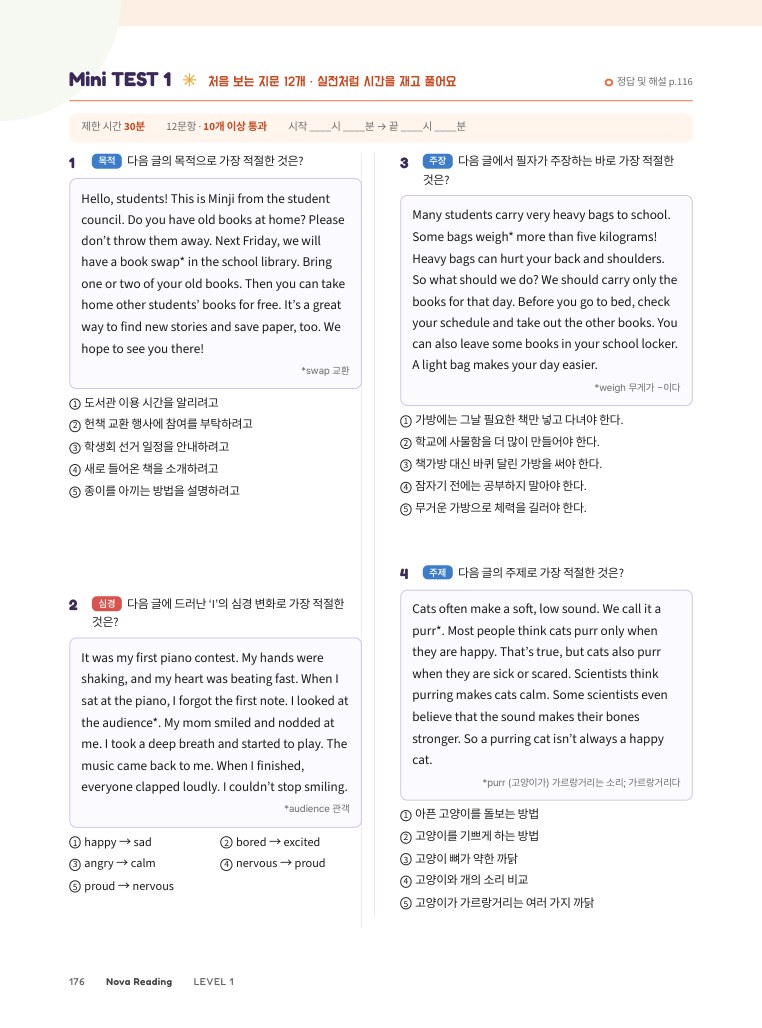 Mini TEST 1 ✳ 처음 보는 지문 12개 · 실전처럼 시간을 재고 풀어요
정답 및 해설 p.116
제한 시간 30분 12문항 · 10개 이상 통과 시작 ____시 ____분 → 끝 ____시 ____분
1 목적 다음 글의 목적으로 가장 적절한 것은?
Hello, students! This is Minji from the student
council. Do you have old books at home? Please
don’t throw them away. Next Friday, we will
have a book swap* in the school library. Bring
one or two of your old books. Then you can take
home other students’ books for free. It’s a great
way to find new stories and save paper, too. We
hope to see you there!
*swap 교환
① 도서관 이용 시간을 알리려고
② 헌책 교환 행사에 참여를 부탁하려고
③ 학생회 선거 일정을 안내하려고
④ 새로 들어온 책을 소개하려고
⑤ 종이를 아끼는 방법을 설명하려고
2 심경 다음 글에 드러난 ‘I’의 심경 변화로 가장 적절한
것은?
It was my first piano contest. My hands were
shaking, and my heart was beating fast. When I
sat at the piano, I forgot the first note. I looked at
the audience*. My mom smiled and nodded at
me. I took a deep breath and started to play. The
music came back to me. When I finished,
everyone clapped loudly. I couldn’t stop smiling.
*audience 관객
① happy → sad ② bored → excited
③ angry → calm ④ nervous → proud
⑤ proud → nervous
3 주장 다음 글에서 필자가 주장하는 바로 가장 적절한
것은?
Many students carry very heavy bags to school.
Some bags weigh* more than five kilograms!
Heavy bags can hurt your back and shoulders.
So what should we do? We should carry only the
books for that day. Before you go to bed, check
your schedule and take out the other books. You
can also leave some books in your school locker.
A light bag makes your day easier.
*weigh 무게가 ~이다
① 가방에는 그날 필요한 책만 넣고 다녀야 한다.
② 학교에 사물함을 더 많이 만들어야 한다.
③ 책가방 대신 바퀴 달린 가방을 써야 한다.
④ 잠자기 전에는 공부하지 말아야 한다.
⑤ 무거운 가방으로 체력을 길러야 한다.
4 주제 다음 글의 주제로 가장 적절한 것은?
Cats often make a soft, low sound. We call it a
purr*. Most people think cats purr only when
they are happy. That’s true, but cats also purr
when they are sick or scared. Scientists think
purring makes cats calm. Some scientists even
believe that the sound makes their bones
stronger. So a purring cat isn’t always a happy
cat.
*purr (고양이가) 가르랑거리는 소리; 가르랑거리다
① 아픈 고양이를 돌보는 방법
② 고양이를 기쁘게 하는 방법
③ 고양이 뼈가 약한 까닭
④ 고양이와 개의 소리 비교
⑤ 고양이가 가르랑거리는 여러 가지 까닭
176 Nova Reading LEVEL 1